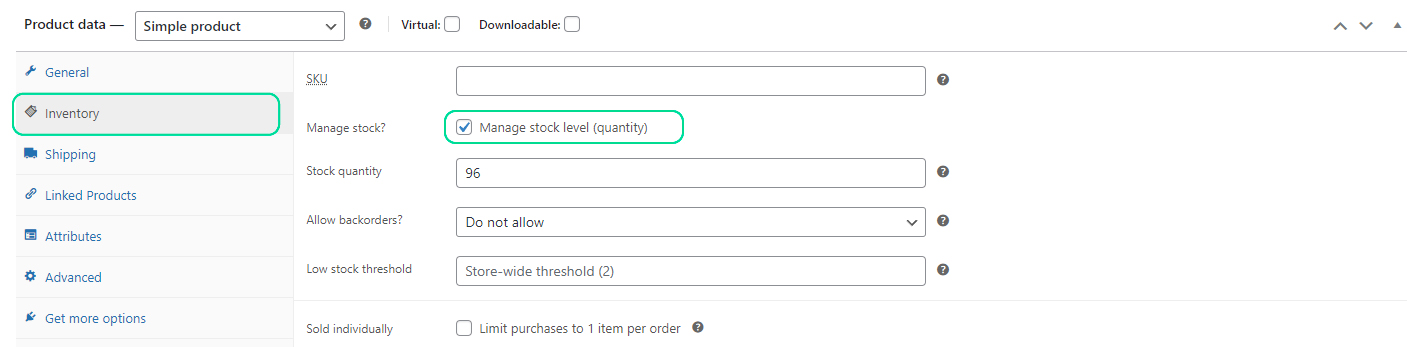 Product data — Simple product Virtual: Downloadable:
General
Inventory
Shipping
Linked Products
Attributes
Advanced
Get more options
SKU
Manage stock? Manage stock level (quantity)
Stock quantity 96
Allow backorders? Do not allow
Low stock threshold Store-wide threshold (2)
Sold individually Limit purchases to 1 item per order